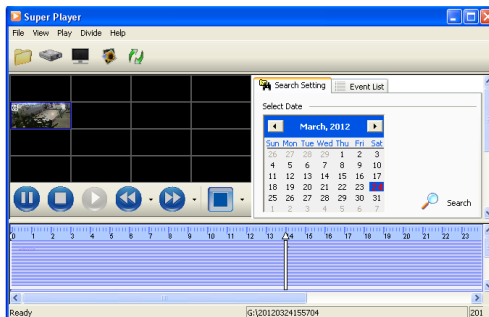 Super Player
File View Play Divide Help
Search Setting Event List
Select Date
March, 2012
Sun Mon Tue Wed Thu Fri Sat
26 27 28 29 1 2 3
4 5 6 7 8 9 10
11 12 13 14 15 16 17
18 19 20 21 22 23
25 26 27 28 29 30 31
1 2 3 4 5 6 7
Search
0 1 2 3 4 5 6 7 8 9 10 11 12 13 14 15 16 17 18 19 20 21 22 23
Ready G:\20120324155704 201